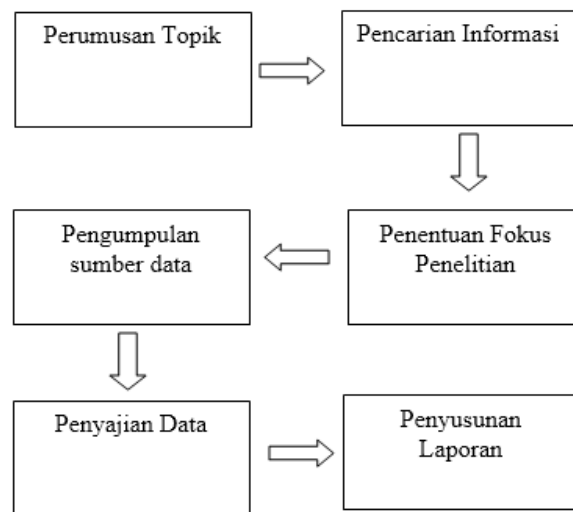 Perumusan Topik
Pencarian Informasi
Penentuan Fokus
Penelitian
Pengumpulan
sumber data
Penyajian Data
Penyusunan
Laporan